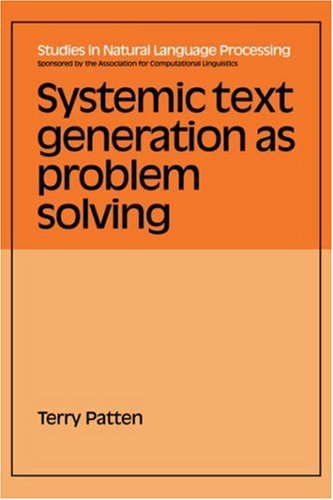 Studies in Natural Language Processing
Sponsored by the Association for Computational Linguistics
Systemic text
generation as
problem
solving
Terry Patten